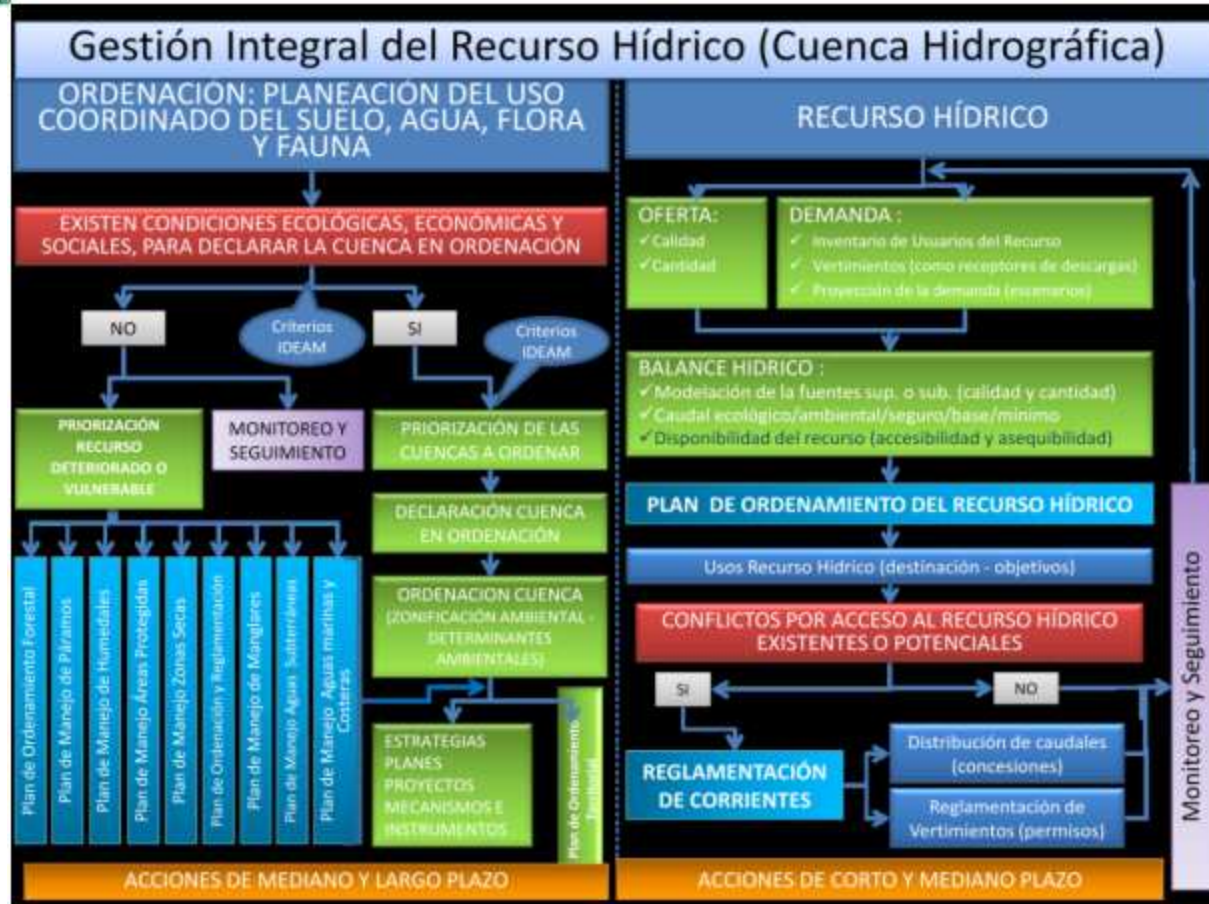 Gestión Integral del Recurso Hídrico (Cuenca Hidrográfica)
ORDENACIÓN: PLANEACIÓN DEL USO
COORDINADO DEL SUELO, AGUA, FLORA
Y FAUNA
EXISTEN CONDICIONES ECOLÓGICAS, ECONÓMICAS Y
SOCIALES, PARA DECLARAR LA CUENCA EN ORDENACIÓN
NO
Criterios
IDEAM
SI
Criterios
IDEAM
PRIORIZACIÓN
RECURSO
DETERIORADO O
VULNERABLE
MONITOREO Y
SEGUIMIENTO
PRIORIZACIÓN DE LAS
CUENCAS A ORDENAR
DECLARACIÓN CUENCA
EN ORDENACIÓN
ORDENACION CUENCA
(ZONIFICACIÓN AMBIENTAL -
DETERMINANTES
AMBIENTALES)
Plan de Ordenamiento Forestal
Plan de Manejo de Páramos
Plan de Manejo de Humedales
Plan de Manejo Áreas Protegidas
Plan de Manejo Zonas Secas
Plan de Ordenación y Reglamentación
Plan de Manejo de Manglares
Plan de Manejo Aguas Subterráneas
Plan de Manejo Aguas marinas y
Costeras
ESTRATEGIAS
PLANES
PROYECTOS
MECANISMOS E
INSTRUMENTOS
Plan de Ordenamiento
Territorial
ACCIONES DE MEDIANO Y LARGO PLAZO
RECURSO HÍDRICO
OFERTA:
✓Calidad
✓Cantidad
DEMANDA :
✓ Inventario de Usuarios del Recurso
✓ Vertimientos (como receptores de descargas)
✓ Proyección de la demanda (escenarios)
BALANCE HIDRICO :
✓Modelación de la fuentes sup. o sub. (calidad y cantidad)
✓Caudal ecológico/ambiental/seguro/base/mínimo
✓Disponibilidad del recurso (accesibilidad y asequibilidad)
PLAN DE ORDENAMIENTO DEL RECURSO HÍDRICO
Usos Recurso Hídrico (destinación - objetivos)
CONFLICTOS POR ACCESO AL RECURSO HÍDRICO
EXISTENTES O POTENCIALES
SI
NO
REGLAMENTACIÓN
DE CORRIENTES
Distribución de caudales
(concesiones)
Reglamentación de
Vertimientos (permisos)
Monitoreo y Seguimiento
ACCIONES DE CORTO Y MEDIANO PLAZO